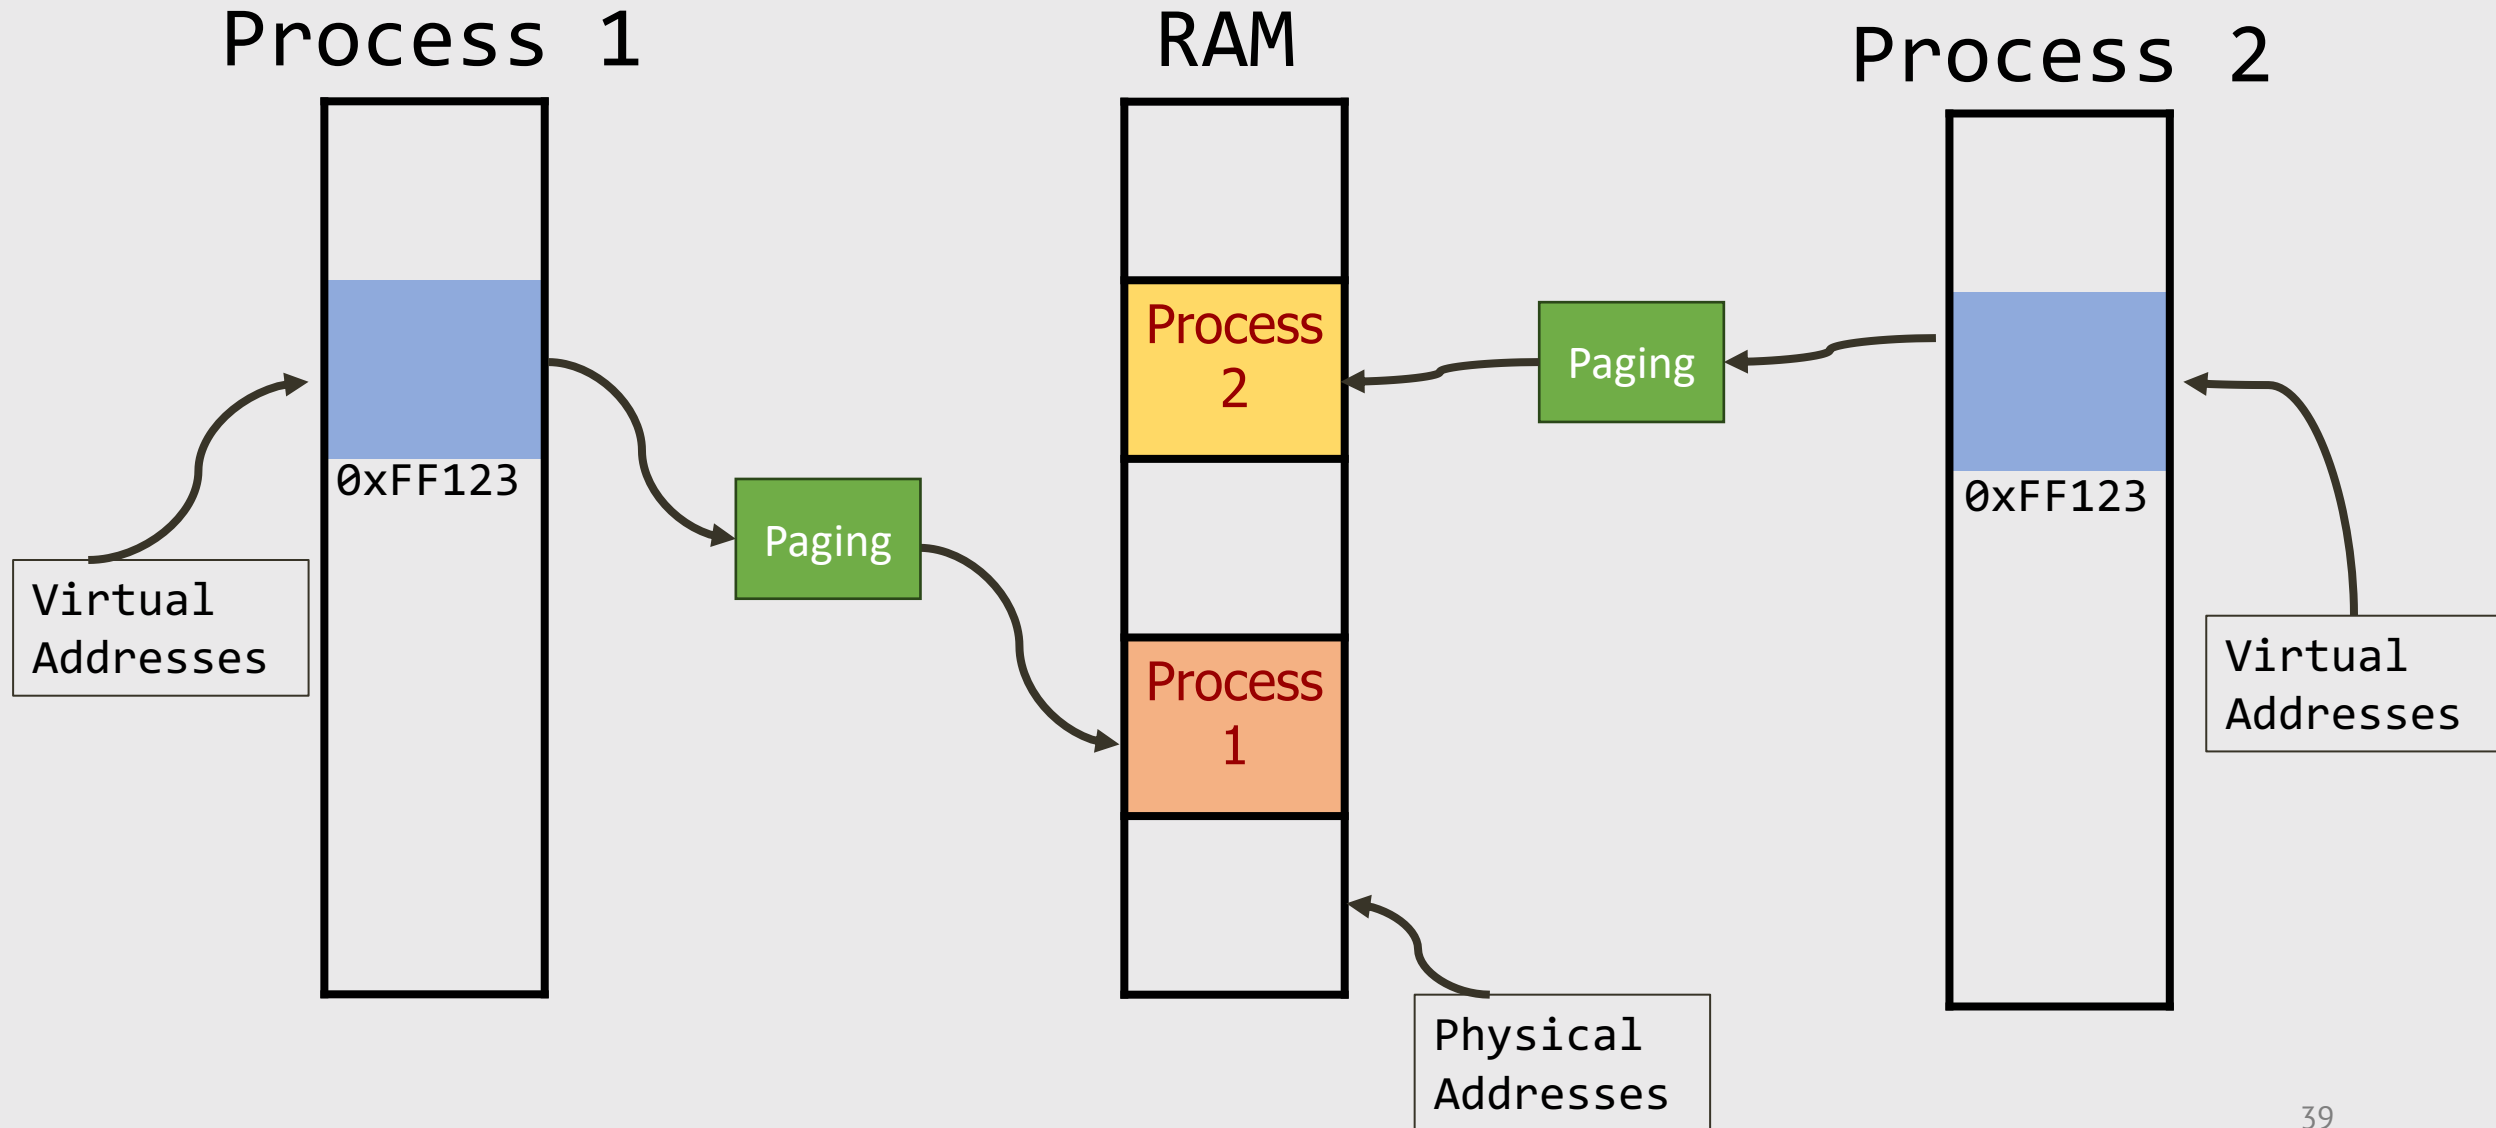 Process 1
RAM
Process 2
Process
2
Paging
0xFF123
0xFF123
Paging
Virtual
Addresses
Process
1
Virtual
Addresses
Physical
Addresses
39